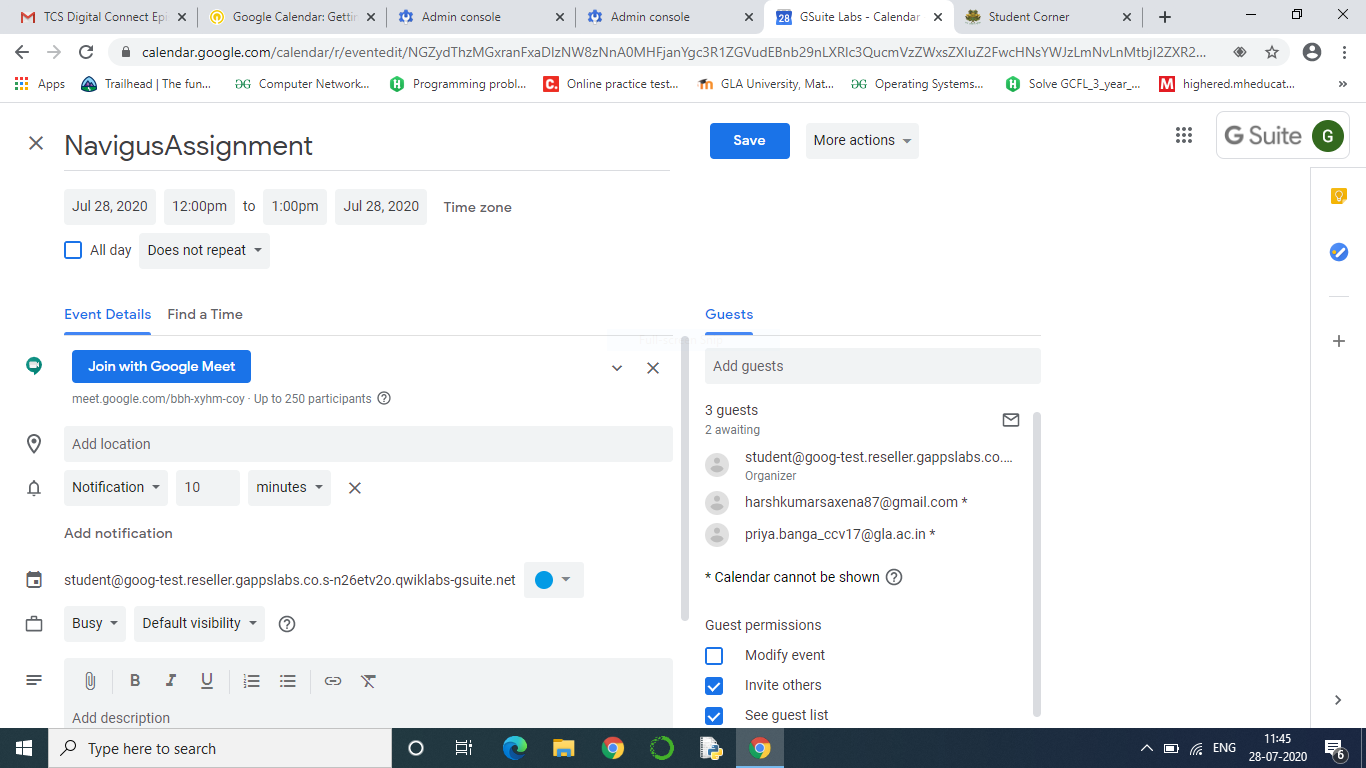 TCS Digital Connect Epi
Google Calendar: Gettin
Admin console
Admin console
GSuite Labs - Calendar
Student Corner
calendar.google.com/calendar/r/eventedit/
Apps
Trailhead | The fun...
Computer Network...
Programming probl...
Online practice test...
GLA University, Mat...
Operating Systems...
Solve GCFL_3_year_...
highered.mheducat...
NavigusAssignment
Save
More actions
G Suite
G
Jul 28, 2020 12:00pm to 1:00pm Jul 28, 2020 Time zone
All day Does not repeat
Event Details Find a Time
Join with Google Meet
meet.google.com/bbh-xyhm-coy · Up to 250 participants
Add location
Notification 10 minutes
Add notification
student@goog-test.reseller.gappslabs.co.s-n26etv2o.qwiklabs-gsuite.net
Busy Default visibility
B I U
Add description
Guests
Add guests
3 guests
2 awaiting
student@goog-test.reseller.gappslabs.co....
Organizer
harshkumarsaxena87@gmail.com *
priya.banga_ccv17@gla.ac.in *
* Calendar cannot be shown
Guest permissions
Modify event
Invite others
See guest list
Type here to search
ENG
11:45
28-07-2020
6